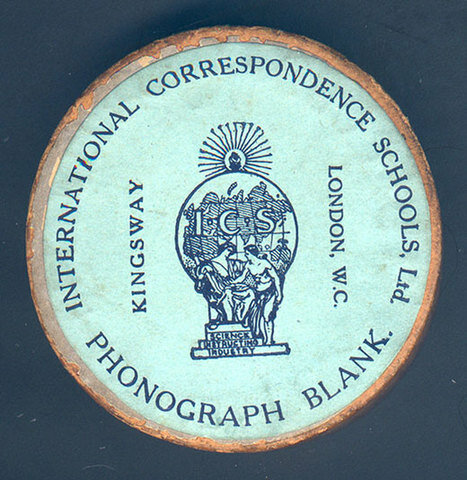 INTERNATIONAL CORRESPONDENCE SCHOOLS, Ltd.
KINGSWAY
LONDON, W.C.
I.C.S.
SCIENCE
INSTRUCTING
INDUSTRY
PHONOGRAPH BLANK.